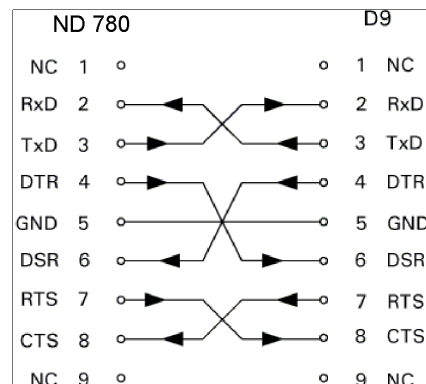 ND 780 D9
NC 1 1 NC
RxD 2 2 RxD
TxD 3 3 TxD
DTR 4 4 DTR
GND 5 5 GND
DSR 6 6 DSR
RTS 7 7 RTS
CTS 8 8 CTS
NC 9 9 NC